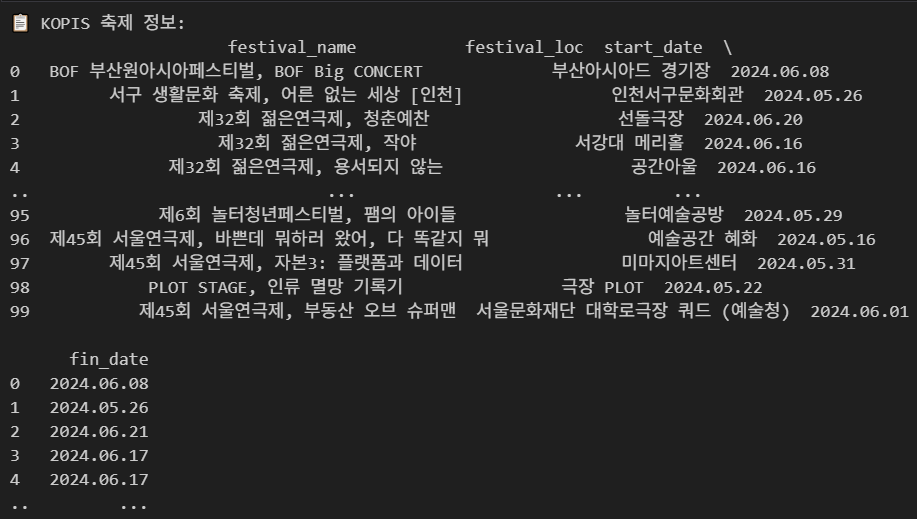 📋 KOPIS 축제 정보:
festival_name festival_loc start_date \
0 BOF 부산원아시아페스티벌, BOF Big CONCERT 부산아시아드 경기장 2024.06.08
1 서구 생활문화 축제, 어른 없는 세상 [인천] 인천서구문화회관 2024.05.26
2 제32회 젊은연극제, 청춘예찬 선돌극장 2024.06.20
3 제32회 젊은연극제, 작야 서강대 메리홀 2024.06.16
4 제32회 젊은연극제, 용서되지 않는 공간아울 2024.06.16
.. ... ... ...
95 제6회 놀터청년페스티벌, 팸의 아이들 놀터예술공방 2024.05.29
96 제45회 서울연극제, 바쁜데 뭐하러 왔어, 다 똑같지 뭐 예술공간 혜화 2024.05.16
97 제45회 서울연극제, 자본3: 플랫폼과 데이터 미마지아트센터 2024.05.31
98 PLOT STAGE, 인류 멸망 기록기 극장 PLOT 2024.05.22
99 제45회 서울연극제, 부동산 오브 슈퍼맨 서울문화재단 대학로극장 쿼드 (예술청) 2024.06.01
fin_date
0 2024.06.08
1 2024.05.26
2 2024.06.21
3 2024.06.17
4 2024.06.17
.. ...